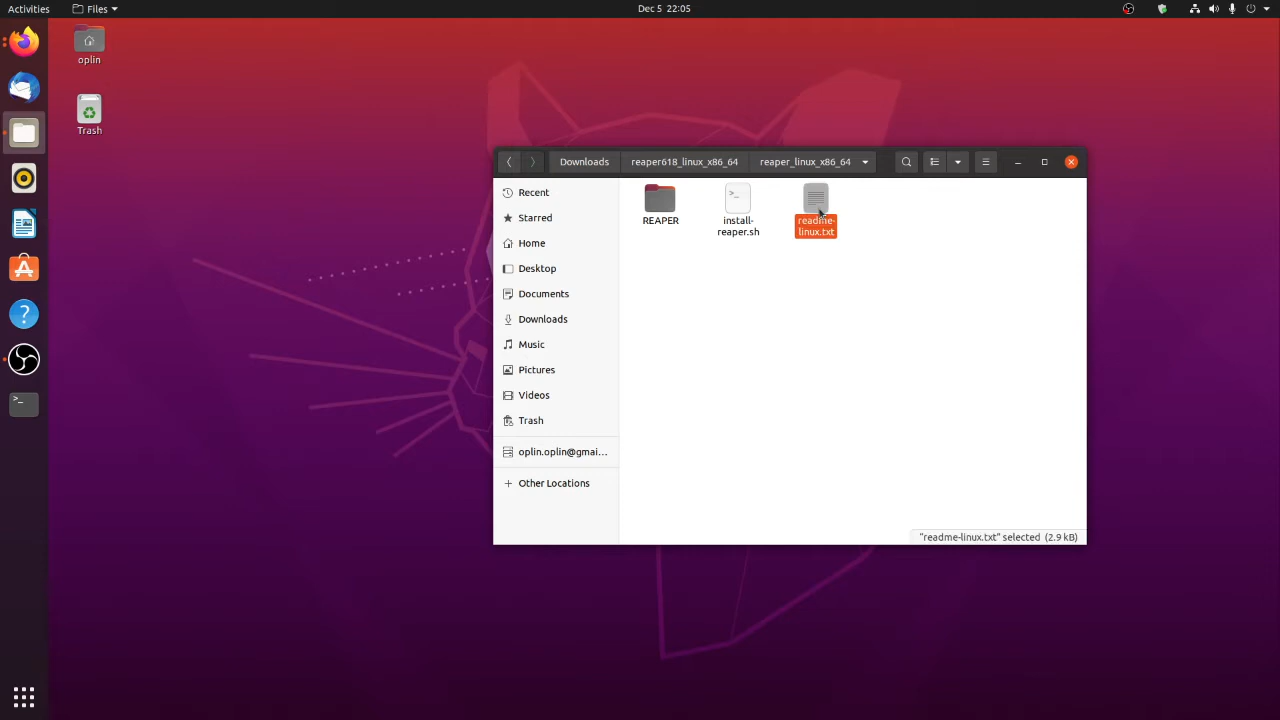 Activities
Files
Dec 5 22:05
oplin
Trash
Downloads
reaper618_linux_x86_64
reaper_linux_x86_64
Recent
Starred
Home
Desktop
Documents
Downloads
Music
Pictures
Videos
Trash
oplin.oplin@gmai...
Other Locations
REAPER
install-
reaper.sh
readme-
linux.txt
"readme-linux.txt" selected (2.9 kB)